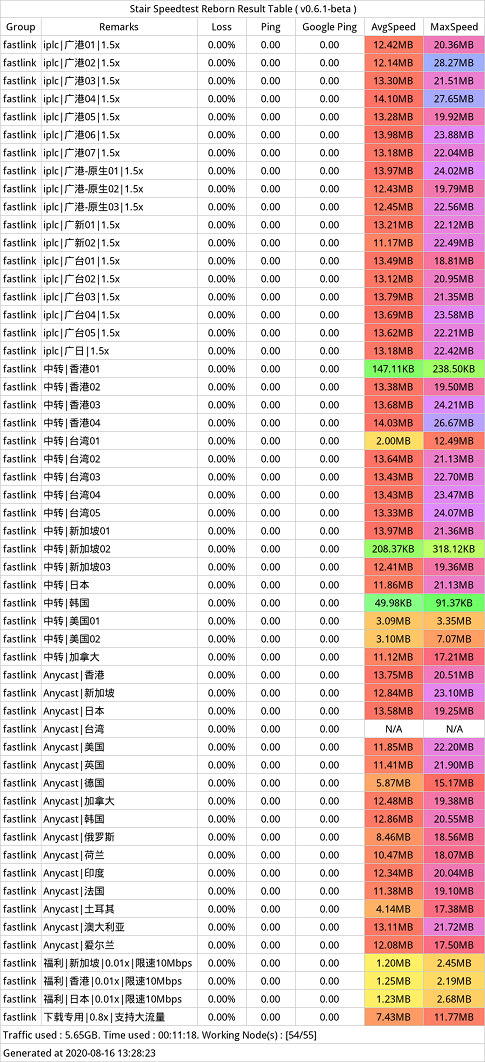 Stair Speedtest Reborn Result Table ( v0.6.1-beta )
Group Remarks Loss Ping Google Ping AvgSpeed MaxSpeed
fastlink iplc|广港01|1.5x 0.00% 0.00 0.00 12.42MB 20.36MB
fastlink iplc|广港02|1.5x 0.00% 0.00 0.00 12.14MB 28.27MB
fastlink iplc|广港03|1.5x 0.00% 0.00 0.00 13.30MB 21.51MB
fastlink iplc|广港04|1.5x 0.00% 0.00 0.00 14.10MB 27.65MB
fastlink iplc|广港05|1.5x 0.00% 0.00 0.00 13.28MB 19.92MB
fastlink iplc|广港06|1.5x 0.00% 0.00 0.00 13.98MB 23.88MB
fastlink iplc|广港07|1.5x 0.00% 0.00 0.00 13.18MB 22.04MB
fastlink iplc|广港-原生01|1.5x 0.00% 0.00 0.00 13.97MB 24.02MB
fastlink iplc|广港-原生02|1.5x 0.00% 0.00 0.00 12.43MB 19.79MB
fastlink iplc|广港-原生03|1.5x 0.00% 0.00 0.00 12.45MB 22.56MB
fastlink iplc|广新01|1.5x 0.00% 0.00 0.00 13.21MB 22.12MB
fastlink iplc|广新02|1.5x 0.00% 0.00 0.00 11.17MB 22.49MB
fastlink iplc|广台01|1.5x 0.00% 0.00 0.00 13.49MB 18.81MB
fastlink iplc|广台02|1.5x 0.00% 0.00 0.00 13.12MB 20.95MB
fastlink iplc|广台03|1.5x 0.00% 0.00 0.00 13.79MB 21.35MB
fastlink iplc|广台04|1.5x 0.00% 0.00 0.00 13.69MB 23.58MB
fastlink iplc|广台05|1.5x 0.00% 0.00 0.00 13.62MB 22.21MB
fastlink iplc|广日|1.5x 0.00% 0.00 0.00 13.18MB 22.42MB
fastlink 中转|香港01 0.00% 0.00 0.00 147.11KB 238.50KB
fastlink 中转|香港02 0.00% 0.00 0.00 13.38MB 19.50MB
fastlink 中转|香港03 0.00% 0.00 0.00 13.68MB 24.21MB
fastlink 中转|香港04 0.00% 0.00 0.00 14.03MB 26.67MB
fastlink 中转|台湾01 0.00% 0.00 0.00 2.00MB 12.49MB
fastlink 中转|台湾02 0.00% 0.00 0.00 13.64MB 21.13MB
fastlink 中转|台湾03 0.00% 0.00 0.00 13.43MB 22.70MB
fastlink 中转|台湾04 0.00% 0.00 0.00 13.43MB 23.47MB
fastlink 中转|台湾05 0.00% 0.00 0.00 13.33MB 24.07MB
fastlink 中转|新加坡01 0.00% 0.00 0.00 13.97MB 21.36MB
fastlink 中转|新加坡02 0.00% 0.00 0.00 208.37KB 318.12KB
fastlink 中转|新加坡03 0.00% 0.00 0.00 12.41MB 19.36MB
fastlink 中转|日本 0.00% 0.00 0.00 11.86MB 21.13MB
fastlink 中转|韩国 0.00% 0.00 0.00 49.98KB 91.37KB
fastlink 中转|美国01 0.00% 0.00 0.00 3.09MB 3.35MB
fastlink 中转|美国02 0.00% 0.00 0.00 3.10MB 7.07MB
fastlink 中转|加拿大 0.00% 0.00 0.00 11.12MB 17.21MB
fastlink Anycast|香港 0.00% 0.00 0.00 13.75MB 20.51MB
fastlink Anycast|新加坡 0.00% 0.00 0.00 12.84MB 23.10MB
fastlink Anycast|日本 0.00% 0.00 0.00 13.58MB 19.25MB
fastlink Anycast|台湾 0.00% 0.00 0.00 N/A N/A
fastlink Anycast|美国 0.00% 0.00 0.00 11.85MB 22.20MB
fastlink Anycast|英国 0.00% 0.00 0.00 11.41MB 21.90MB
fastlink Anycast|德国 0.00% 0.00 0.00 5.87MB 15.17MB
fastlink Anycast|加拿大 0.00% 0.00 0.00 12.48MB 19.38MB
fastlink Anycast|韩国 0.00% 0.00 0.00 12.86MB 20.55MB
fastlink Anycast|俄罗斯 0.00% 0.00 0.00 8.46MB 18.56MB
fastlink Anycast|荷兰 0.00% 0.00 0.00 10.47MB 18.07MB
fastlink Anycast|印度 0.00% 0.00 0.00 12.34MB 20.04MB
fastlink Anycast|法国 0.00% 0.00 0.00 11.38MB 19.10MB
fastlink Anycast|土耳其 0.00% 0.00 0.00 4.14MB 17.38MB
fastlink Anycast|澳大利亚 0.00% 0.00 0.00 13.11MB 21.72MB
fastlink Anycast|爱尔兰 0.00% 0.00 0.00 12.08MB 17.50MB
fastlink 福利|新加坡|0.01x|限速10Mbps 0.00% 0.00 0.00 1.20MB 2.45MB
fastlink 福利|香港|0.01x|限速10Mbps 0.00% 0.00 0.00 1.25MB 2.19MB
fastlink 福利|日本|0.01x|限速10Mbps 0.00% 0.00 0.00 1.23MB 2.68MB
fastlink 下载专用|0.8x|支持大流量 0.00% 0.00 0.00 7.43MB 11.77MB
Traffic used : 5.65GB. Time used : 00:11:18. Working Node(s) : [54/55]
Generated at 2020-08-16 13:28:23